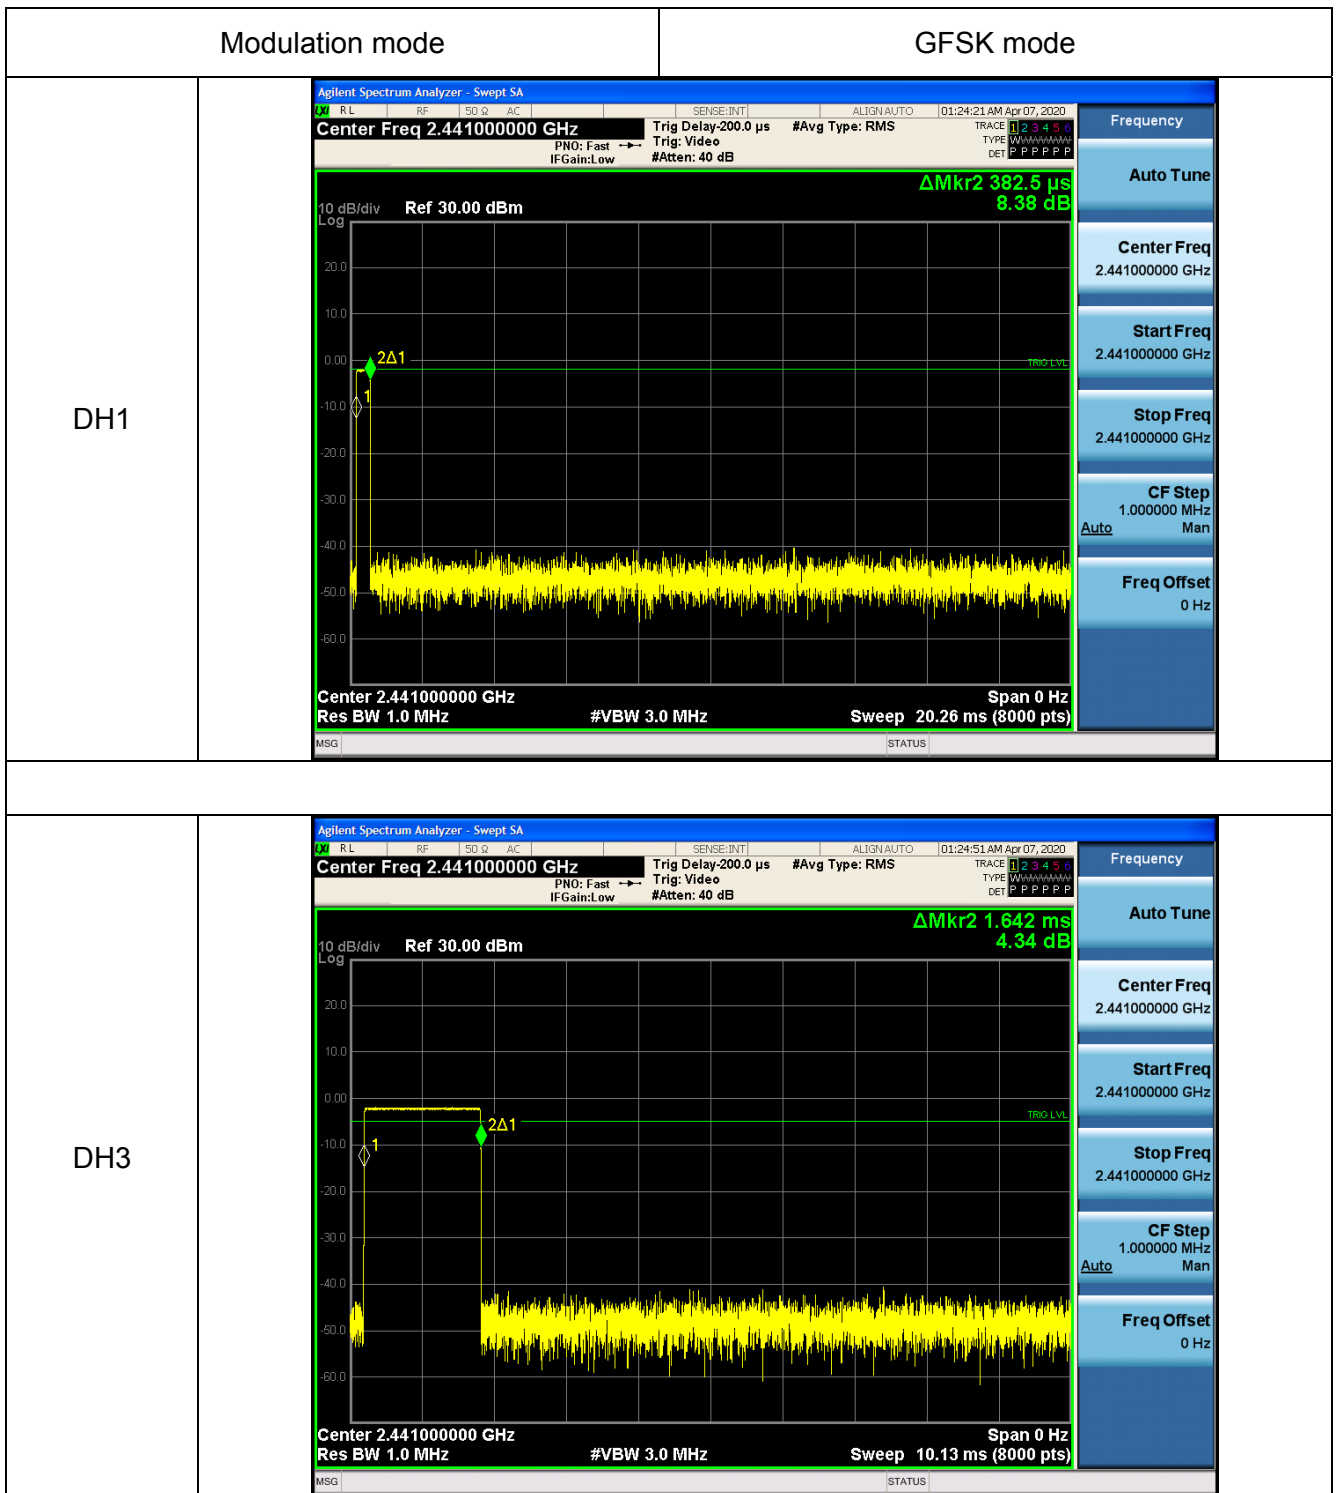 Modulation mode GFSK mode
DH1
Agilent Spectrum Analyzer - Swept SA
LXI RL RF 50 Ω AC SENSE:INT ALIGN AUTO 01:24:21 AM Apr 07, 2020
Center Freq 2.441000000 GHz Trig Delay-200.0 µs #Avg Type: RMS TRACE 1 2 3 4 5 6
PNO: Fast Trig: Video TYPE WWWWWW
IFGain:Low #Atten: 40 dB DET P P P P P P
Frequency
ΔMkr2 382.5 µs
8.38 dB
10 dB/div Ref 30.00 dBm
Log
20.0
10.0
0.00
-10.0
-20.0
-30.0
-40.0
-50.0
-60.0
2Δ1
1
TRIG LVL
Center 2.441000000 GHz Span 0 Hz
Res BW 1.0 MHz #VBW 3.0 MHz Sweep 20.26 ms (8000 pts)
MSG STATUS
Auto Tune
Center Freq
2.441000000 GHz
Start Freq
2.441000000 GHz
Stop Freq
2.441000000 GHz
CF Step
1.000000 MHz
Auto Man
Freq Offset
0 Hz
DH3
Agilent Spectrum Analyzer - Swept SA
LXI RL RF 50 Ω AC SENSE:INT ALIGN AUTO 01:24:51 AM Apr 07, 2020
Center Freq 2.441000000 GHz Trig Delay-200.0 µs #Avg Type: RMS TRACE 1 2 3 4 5 6
PNO: Fast Trig: Video TYPE WWWWWW
IFGain:Low #Atten: 40 dB DET P P P P P P
Frequency
ΔMkr2 1.642 ms
4.34 dB
10 dB/div Ref 30.00 dBm
Log
20.0
10.0
0.00
-10.0
-20.0
-30.0
-40.0
-50.0
-60.0
2Δ1
1
TRIG LVL
Center 2.441000000 GHz Span 0 Hz
Res BW 1.0 MHz #VBW 3.0 MHz Sweep 10.13 ms (8000 pts)
MSG STATUS
Auto Tune
Center Freq
2.441000000 GHz
Start Freq
2.441000000 GHz
Stop Freq
2.441000000 GHz
CF Step
1.000000 MHz
Auto Man
Freq Offset
0 Hz